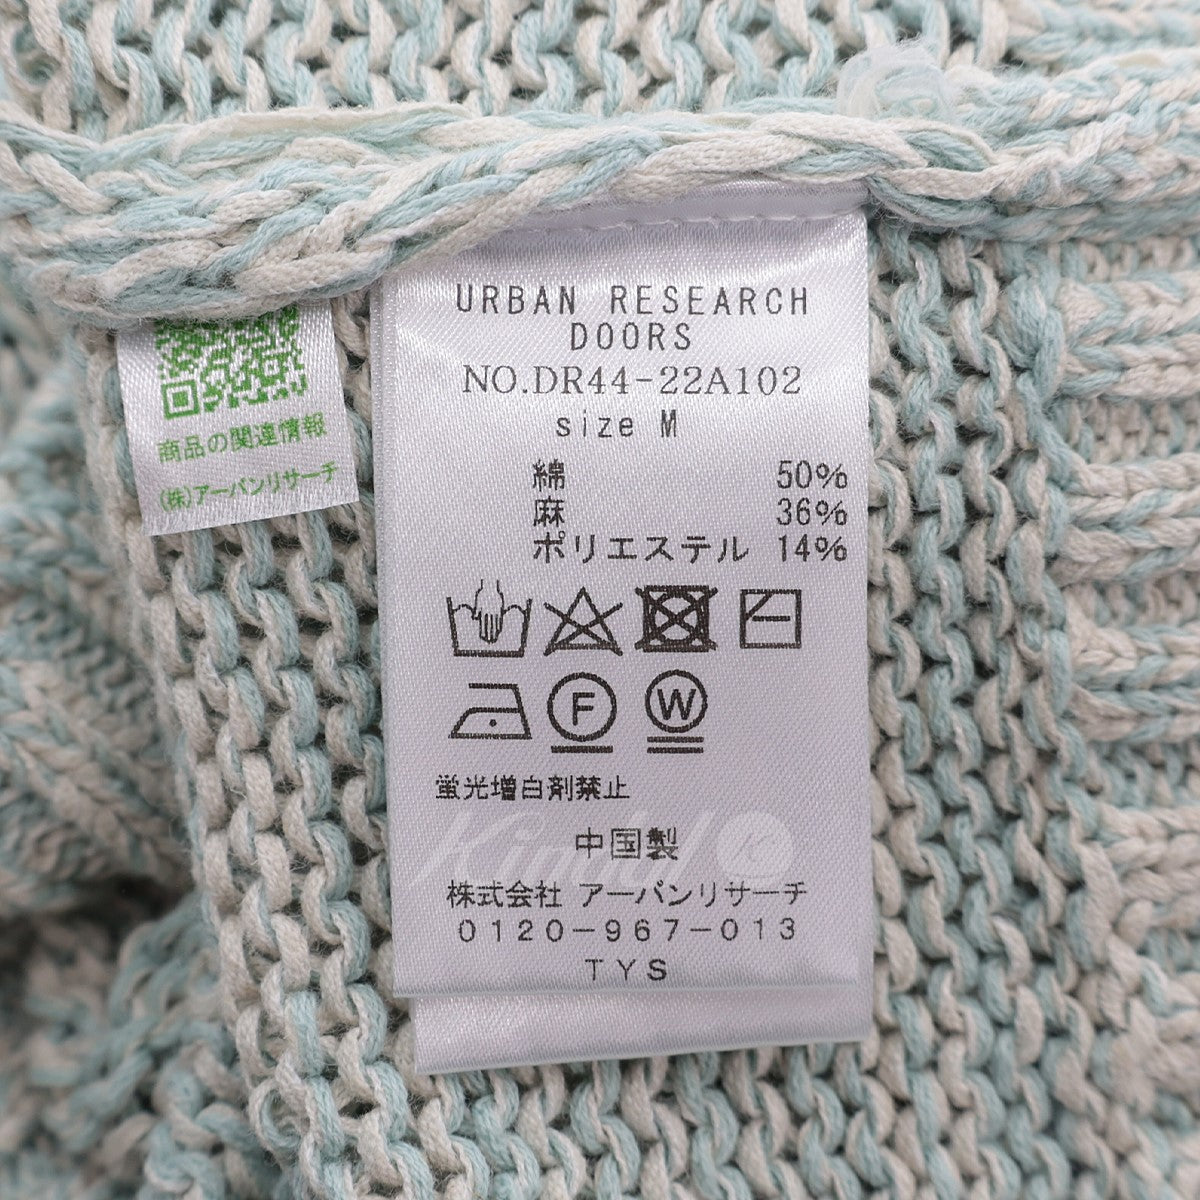 URBAN RESEARCH
DOORS
NO.DR44-22A102
size M
綿 50%
麻 36%
ポリエステル 14%
F
W
蛍光増白剤禁止
中国製
株式会社 アーバンリサーチ
0120-967-013
TYS
商品の関連情報
(株)アーバンリサーチ
Kindal